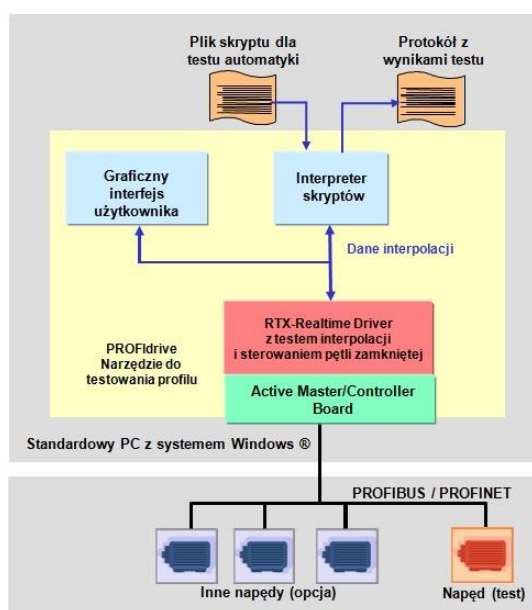 Plik skryptu dla
testu automatyki
Protokół z
wynikami testu
Graficzny
interfejs
użytkownika
Interpreter
skryptów
Dane interpolacji
RTX-Realtime Driver
z testem interpolacji
i sterowaniem pętli zamkniętej
PROFIdrive
Narzędzie do
testowania profilu
Active Master/Controller
Board
Standardowy PC z systemem Windows ®
PROFIBUS / PROFINET
Inne napędy (opcja)
Napęd (test)